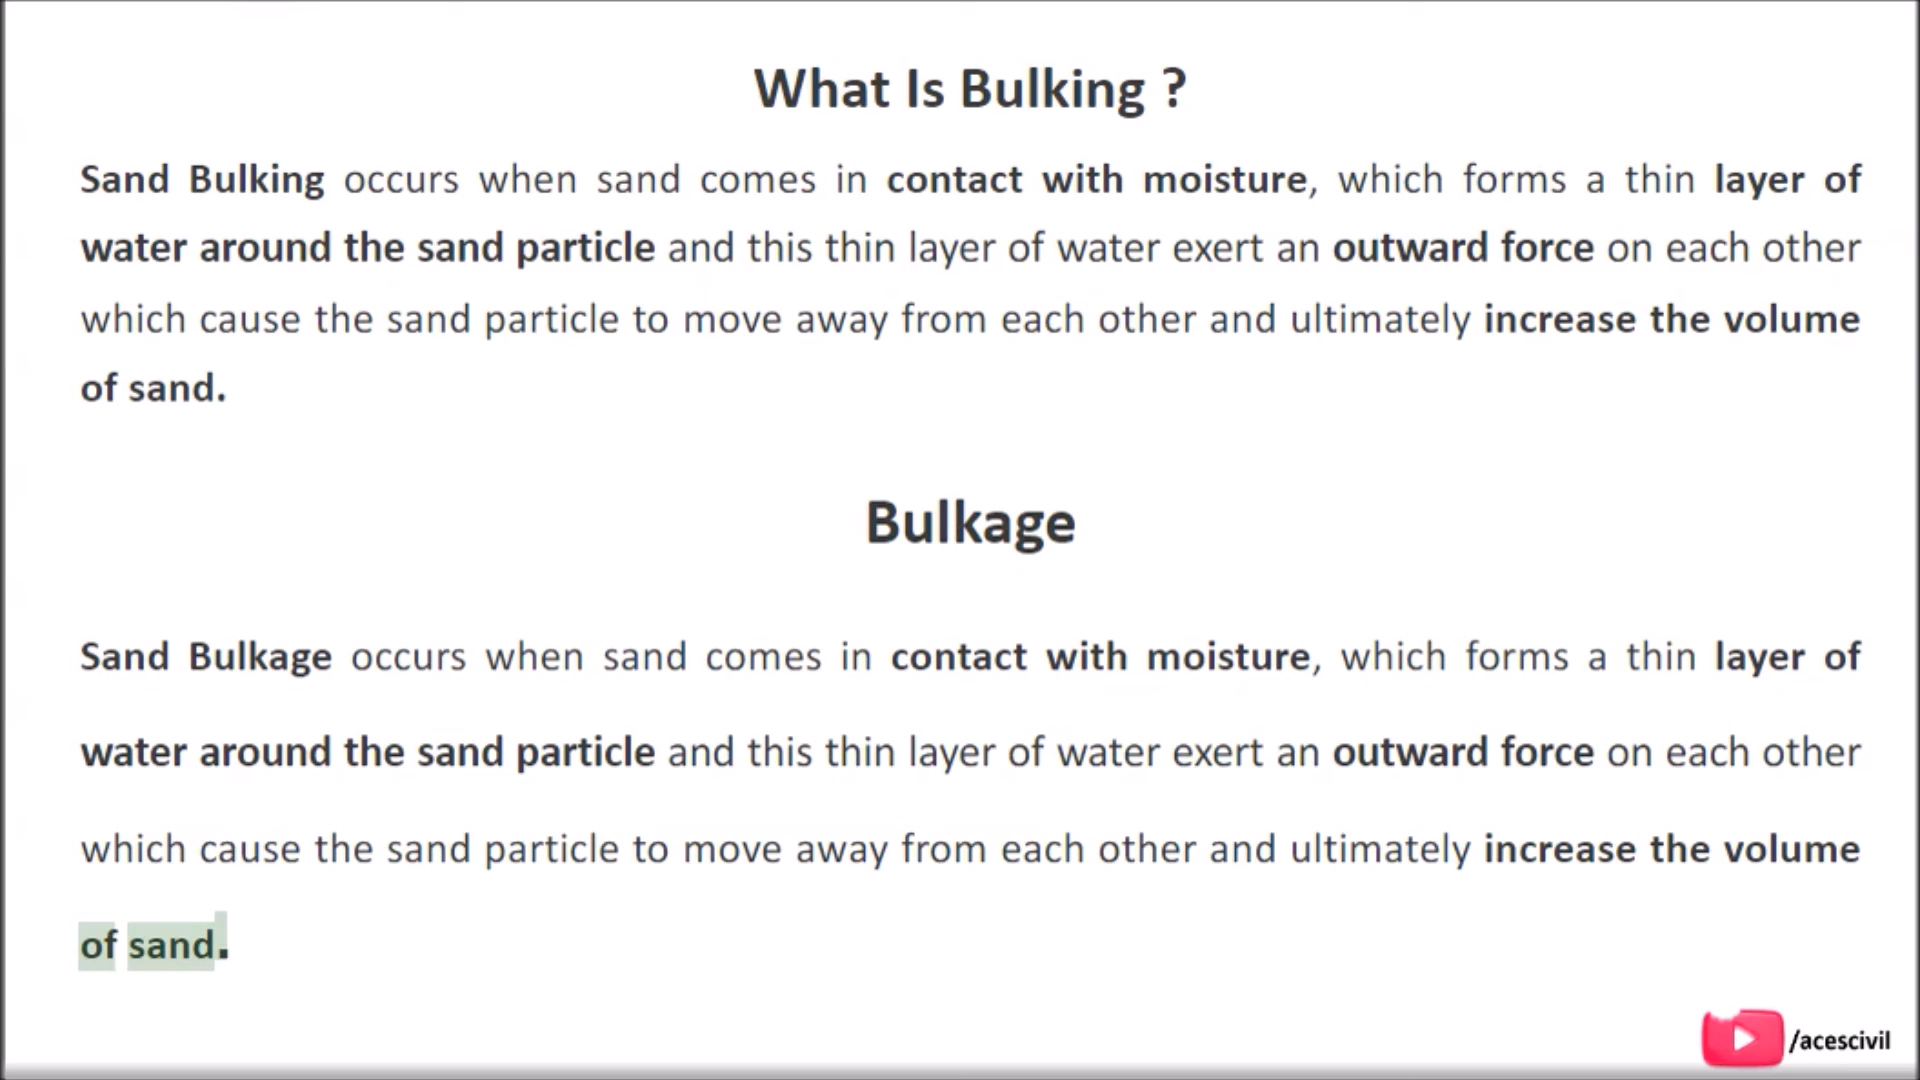 What Is Bulking ?
Sand Bulking occurs when sand comes in contact with moisture, which forms a thin layer of
water around the sand particle and this thin layer of water exert an outward force on each other
which cause the sand particle to move away from each other and ultimately increase the volume
of sand.
Bulkage
Sand Bulkage occurs when sand comes in contact with moisture, which forms a thin layer of
water around the sand particle and this thin layer of water exert an outward force on each other
which cause the sand particle to move away from each other and ultimately increase the volume
of sand.
/acescivil